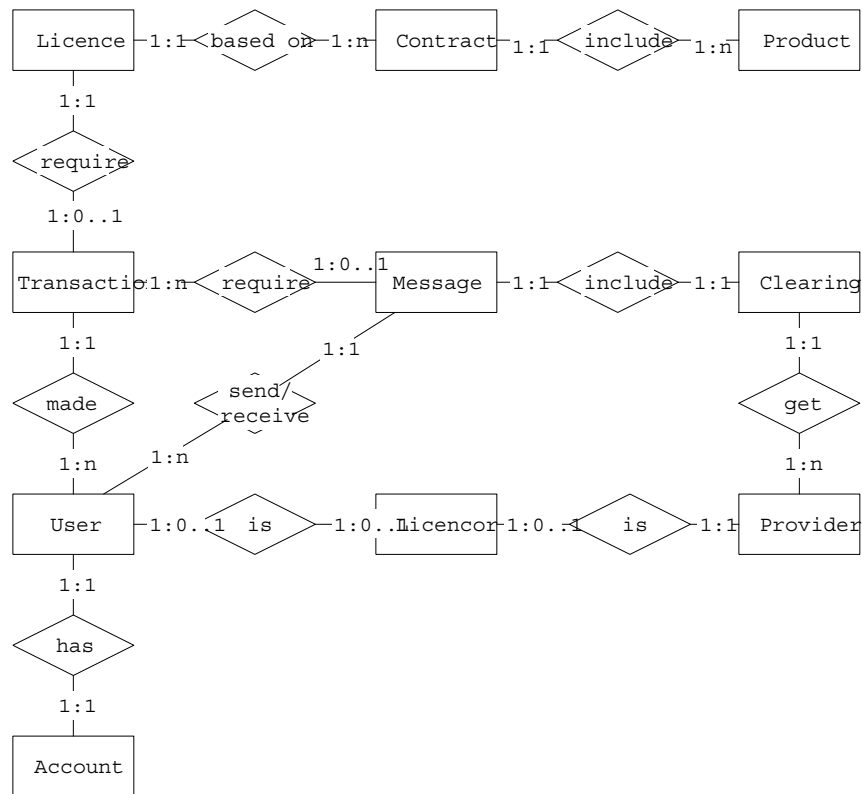 Licence 1:1 based on 1:n Contract 1:1 include 1:n Product
1:1
require
1:0..1
Transactio 1:n require 1:0..1 Message 1:1 include 1:1 Clearing
1:1 1:1 1:1
made send/ get
receive
1:n 1:n 1:n
User 1:0..1 is 1:0..1 Licencor 1:0..1 is 1:1 Provider
1:1
has
1:1
Account